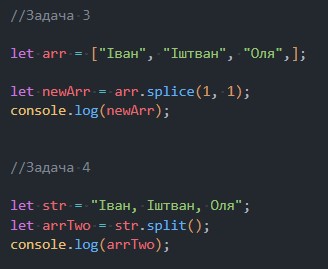 //Задача 3
let arr = ["Іван", "Іштван", "Оля",];
let newArr = arr.splice(1, 1);
console.log(newArr);
//Задача 4
let str = "Іван, Іштван, Оля";
let arrTwo = str.split();
console.log(arrTwo);